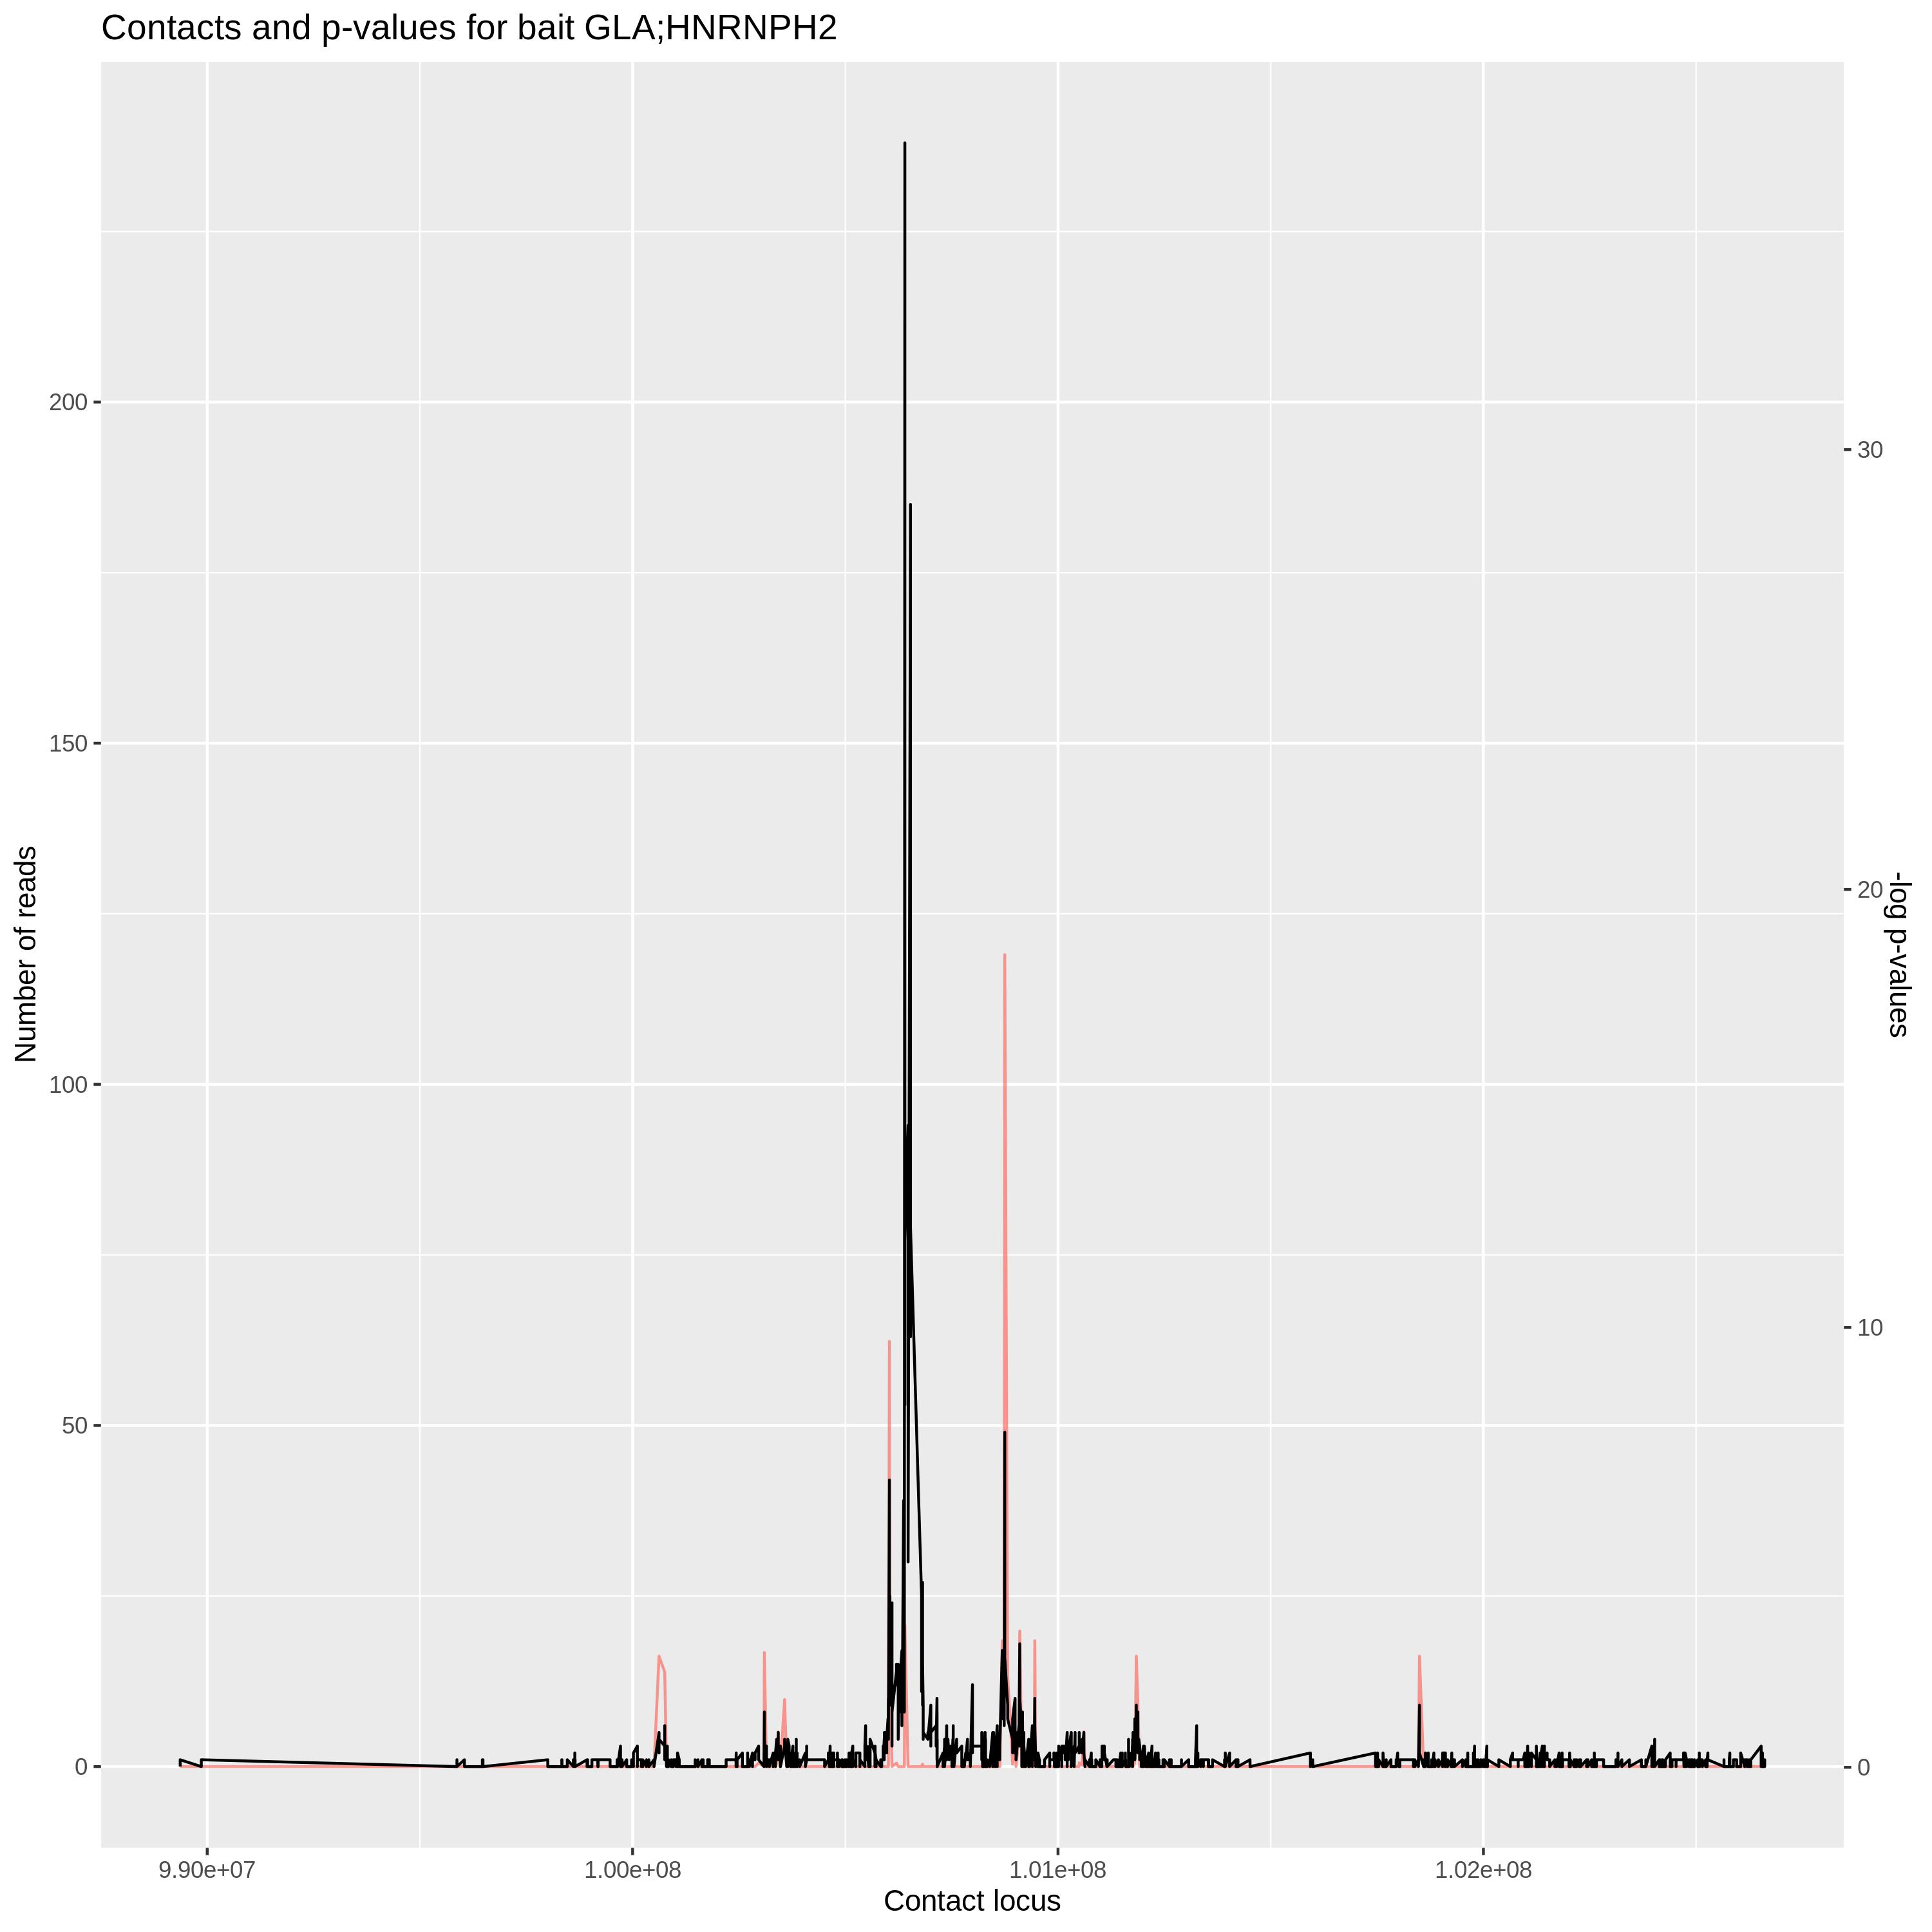 Contacts and p-values for bait GLA;HNRNPH2
Number of reads
200
150
100
50
0
30
20
10
0
-log p-values
9.90e+07
1.00e+08
1.01e+08
1.02e+08
Contact locus